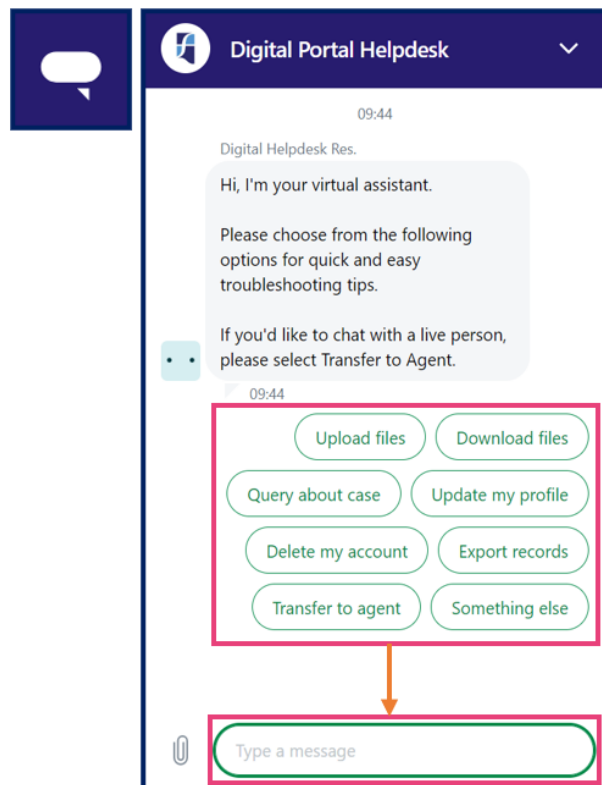 Digital Portal Helpdesk
09:44
Digital Helpdesk Res.
Hi, I'm your virtual assistant.
Please choose from the following
options for quick and easy
troubleshooting tips.
If you'd like to chat with a live person,
please select Transfer to Agent.
09:44
Upload files Download files
Query about case Update my profile
Delete my account Export records
Transfer to agent Something else
Type a message